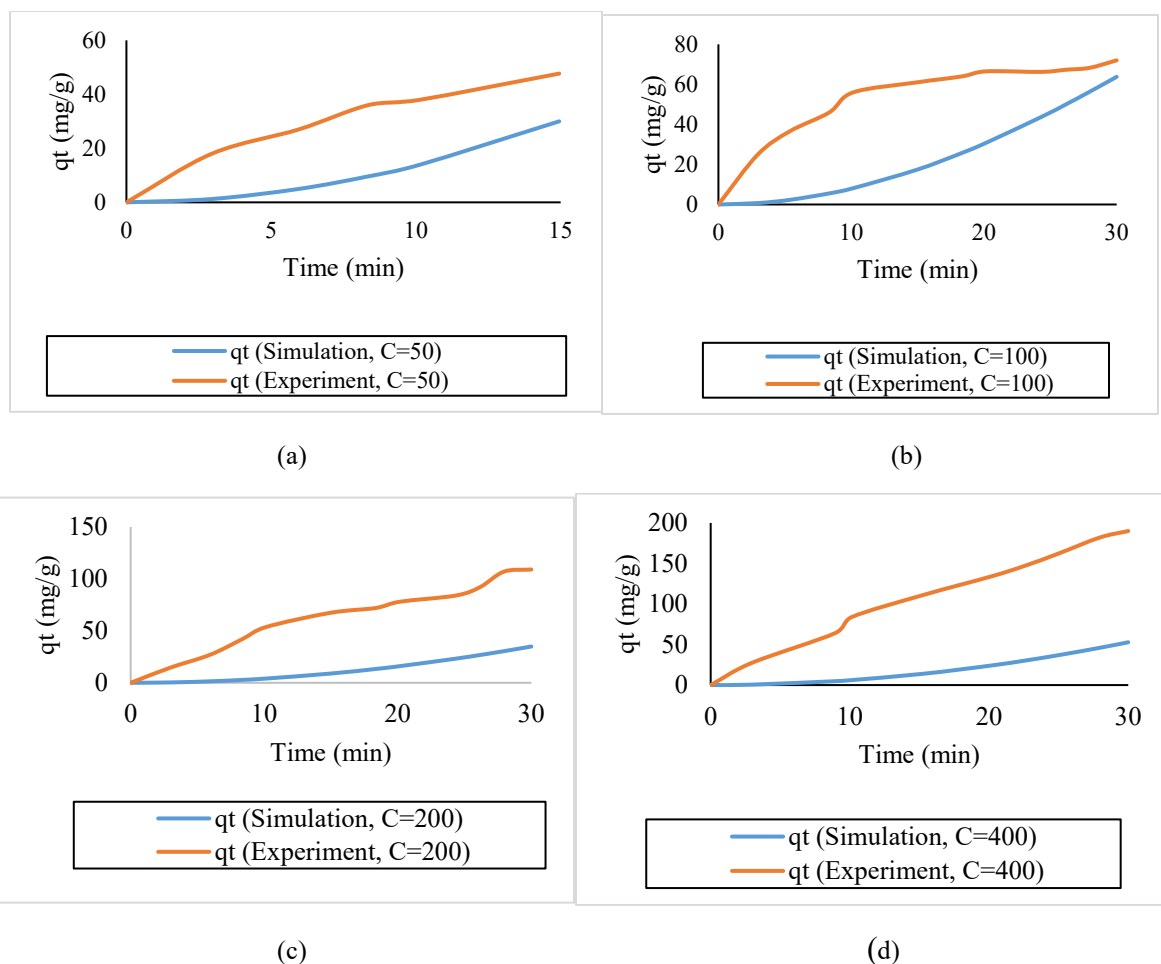 60
40
20
0
qt (mg/g)
0 5 10 15
Time (min)
qt (Simulation, C=50)
qt (Experiment, C=50)
(a)
80
60
40
20
0
qt (mg/g)
0 10 20 30
Time (min)
qt (Simulation, C=100)
qt (Experiment, C=100)
(b)
150
100
50
0
qt (mg/g)
0 10 20 30
Time (min)
qt (Simulation, C=200)
qt (Experiment, C=200)
(c)
200
150
100
50
0
qt (mg/g)
0 10 20 30
Time (min)
qt (Simulation, C=400)
qt (Experiment, C=400)
(d)